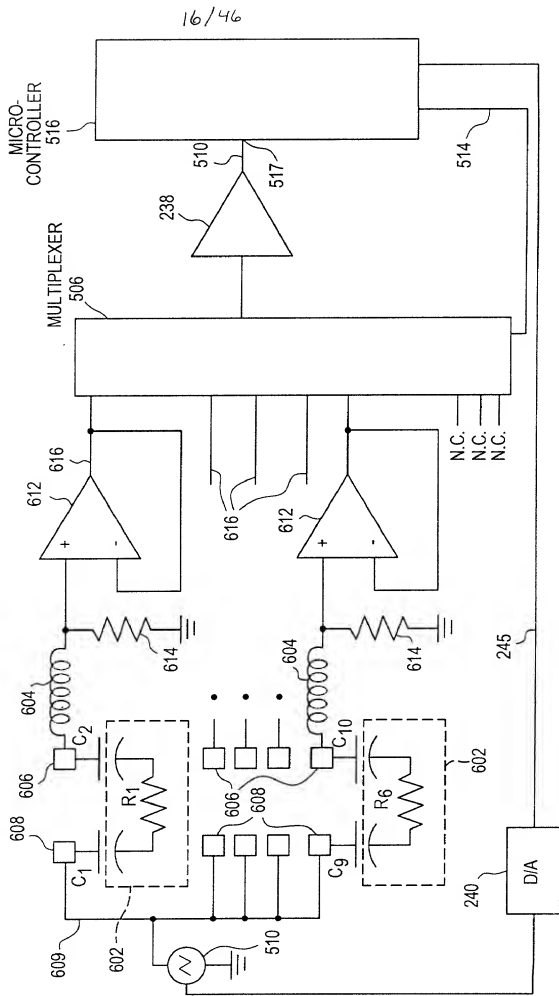 16/46
MICRO-
CONTROLLER
516
510
517
514
238
MULTIPLEXER
506
616
612
+
-
616
612
+
-
N.C.
N.C.
N.C.
604
614
604
614
245
606
C2
608
C1
R1
602
606
608
C10
C9
R6
602
609
510
240
D/A